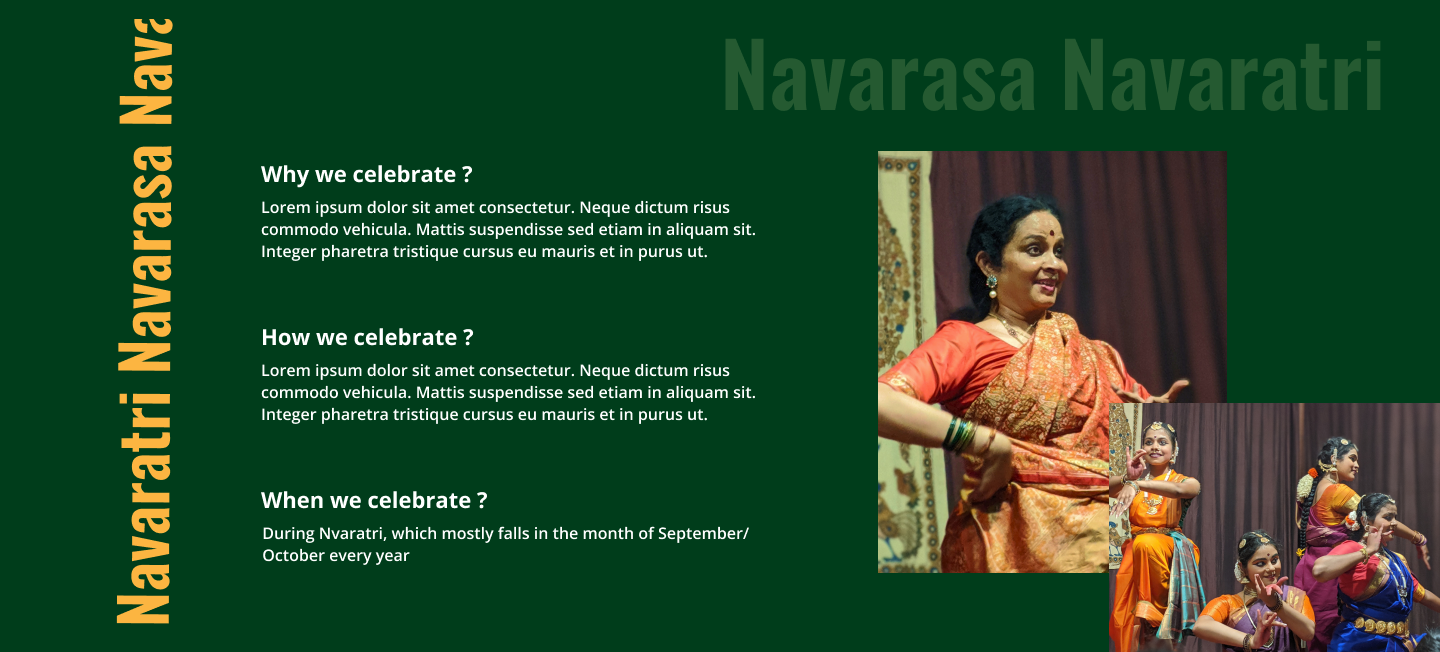 Navarasa Navaratri
Navaratri Navarasa Nava
Why we celebrate ?
Lorem ipsum dolor sit amet consectetur. Neque dictum risus
commodo vehicula. Mattis suspendisse sed etiam in aliquam sit.
Integer pharetra tristique cursus eu mauris et in purus ut.
How we celebrate ?
Lorem ipsum dolor sit amet consectetur. Neque dictum risus
commodo vehicula. Mattis suspendisse sed etiam in aliquam sit.
Integer pharetra tristique cursus eu mauris et in purus ut.
When we celebrate ?
During Nvaratri, which mostly falls in the month of September/
October every year